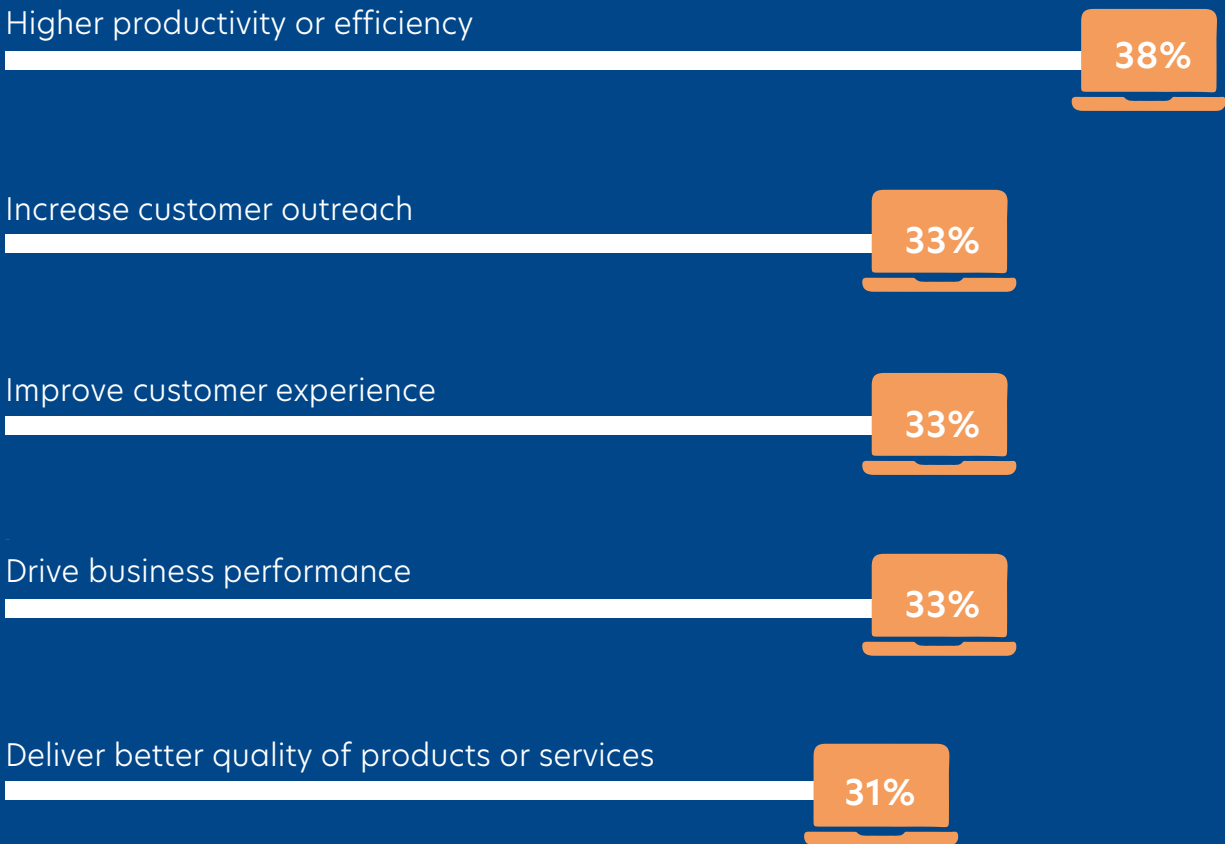 Higher productivity or efficiency
38%
Increase customer outreach
33%
Improve customer experience
33%
Drive business performance
33%
Deliver better quality of products or services
31%